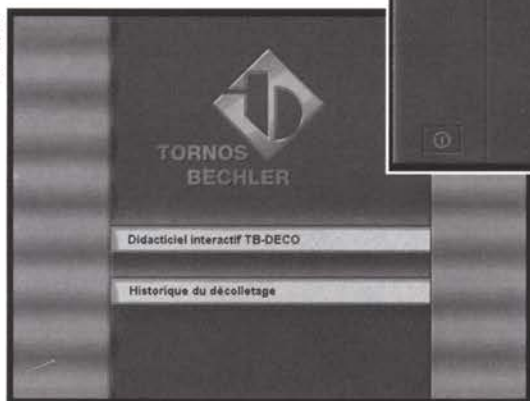 TORNOS
BECHLER
Didacticiel interactif TB-DECO
Historique du décolletage